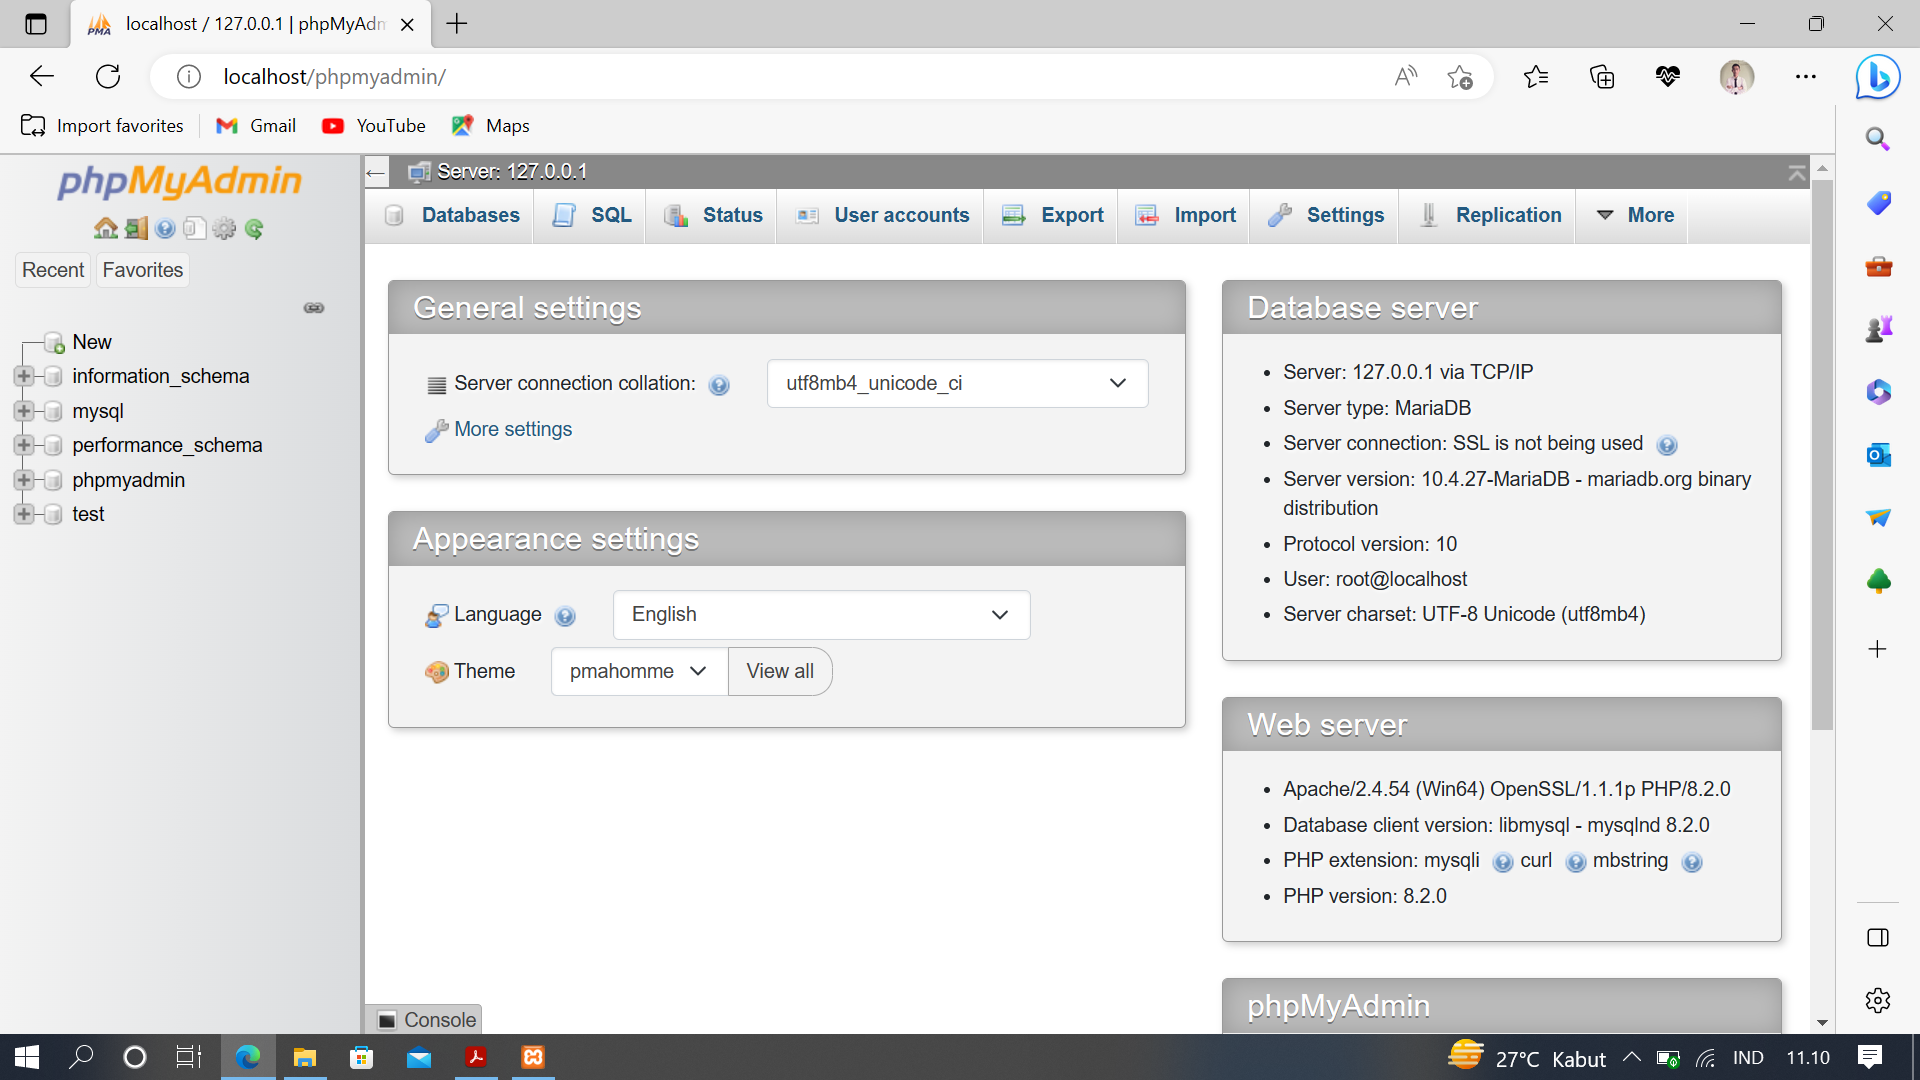 localhost / 127.0.0.1 | phpMyAdm
localhost/phpmyadmin/
Import favorites
Gmail
YouTube
Maps
phpMyAdmin
Recent
Favorites
New
information_schema
mysql
performance_schema
phpmyadmin
test
Server: 127.0.0.1
Databases
SQL
Status
User accounts
Export
Import
Settings
Replication
More
General settings
Server connection collation:
utf8mb4_unicode_ci
More settings
Appearance settings
Language
English
Theme
pmahomme
View all
Database server
Server: 127.0.0.1 via TCP/IP
Server type: MariaDB
Server connection: SSL is not being used
Server version: 10.4.27-MariaDB - mariadb.org binary
distribution
Protocol version: 10
User: root@localhost
Server charset: UTF-8 Unicode (utf8mb4)
Web server
Apache/2.4.54 (Win64) OpenSSL/1.1.1p PHP/8.2.0
Database client version: libmysql - mysqlnd 8.2.0
PHP extension: mysqli curl mbstring
PHP version: 8.2.0
phpMyAdmin
Console
27°C Kabut
IND
11.10